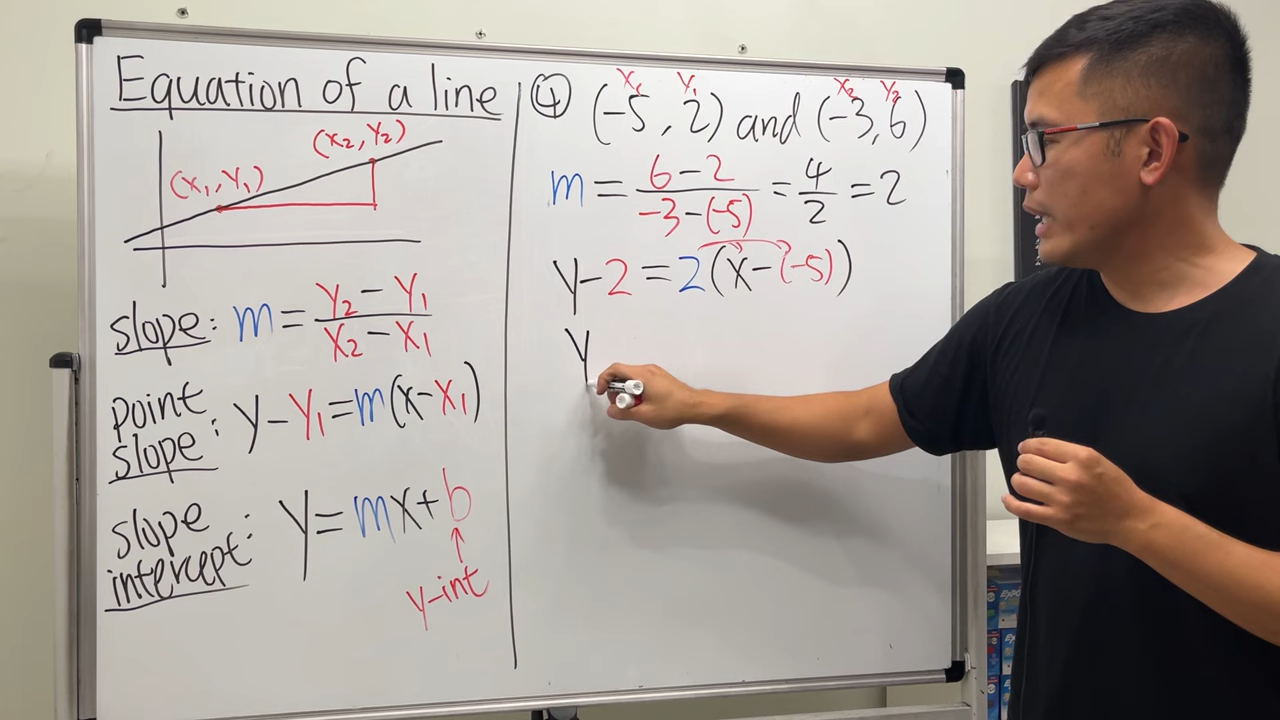 Equation of a line
(x₂, y₂)
(x₁, y₁)
slope: m = (y₂ - y₁)/(x₂ - x₁)
point slope: y - y₁ = m(x - x₁)
slope intercept: y = mx + b
↑
y-int
④ (-5, 2) and (-3, 6)
x₁ y₁ x₂ y₂
m = (6 - 2)/(-3 - (-5)) = 4/2 = 2
y - 2 = 2(x - (-5))
y
EXPO